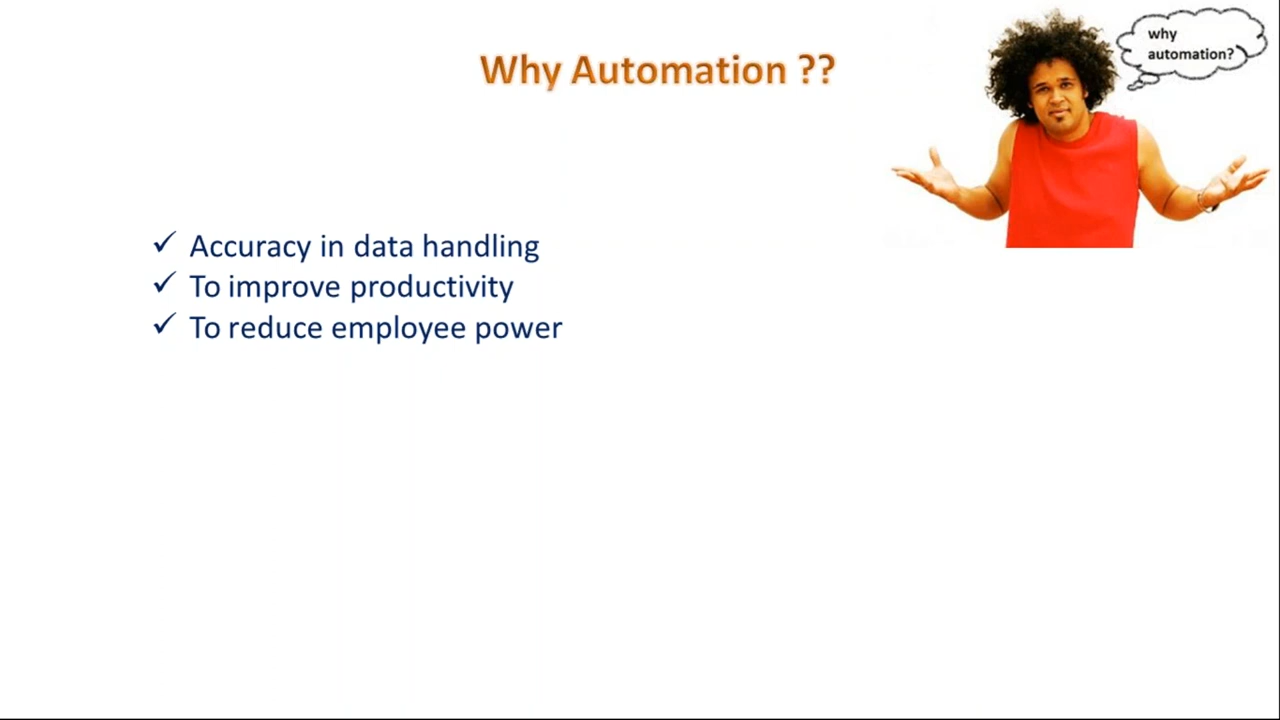 Why Automation ??
why
automation?
✓ Accuracy in data handling
✓ To improve productivity
✓ To reduce employee power